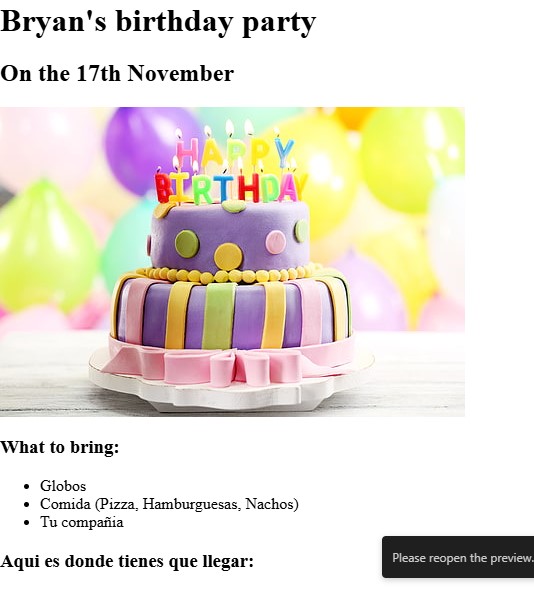 Bryan's birthday party
On the 17th November
HAPPY
BIRTHDAY
What to bring:
Globos
Comida (Pizza, Hamburguesas, Nachos)
Tu compañia
Aqui es donde tienes que llegar:
Please reopen the preview.